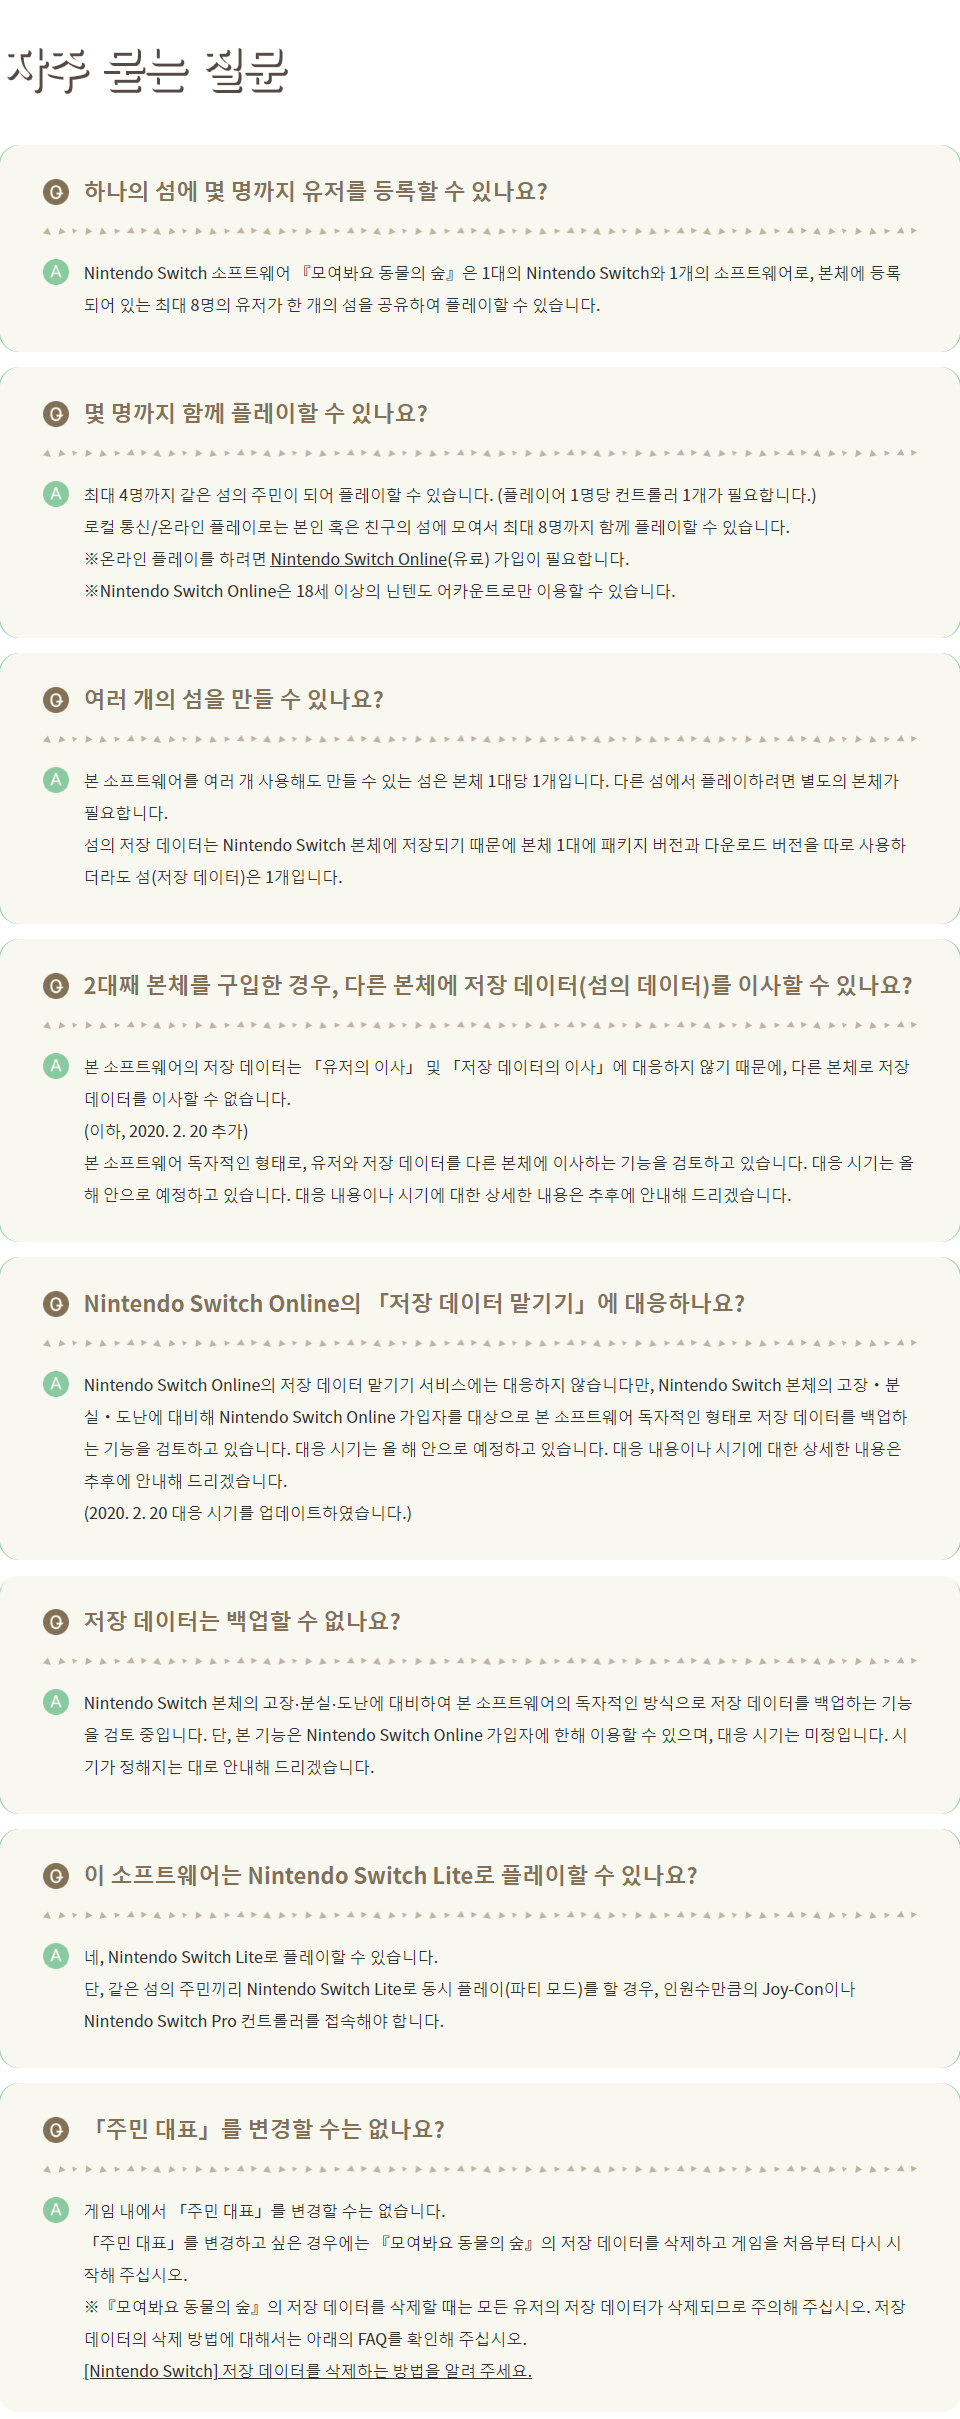 자주 묻는 질문
Q 하나의 섬에 몇 명까지 유저를 등록할 수 있나요?
A Nintendo Switch 소프트웨어 『모여봐요 동물의 숲』은 1대의 Nintendo Switch와 1개의 소프트웨어로, 본체에 등록
되어 있는 최대 8명의 유저가 한 개의 섬을 공유하여 플레이할 수 있습니다.
Q 몇 명까지 함께 플레이할 수 있나요?
A 최대 4명까지 같은 섬의 주민이 되어 플레이할 수 있습니다. (플레이어 1명당 컨트롤러 1개가 필요합니다.)
로컬 통신/온라인 플레이로는 본인 혹은 친구의 섬에 모여서 최대 8명까지 함께 플레이할 수 있습니다.
※온라인 플레이를 하려면 Nintendo Switch Online(유료) 가입이 필요합니다.
※Nintendo Switch Online은 18세 이상의 닌텐도 어카운트로만 이용할 수 있습니다.
Q 여러 개의 섬을 만들 수 있나요?
A 본 소프트웨어를 여러 개 사용해도 만들 수 있는 섬은 본체 1대당 1개입니다. 다른 섬에서 플레이하려면 별도의 본체가
필요합니다.
섬의 저장 데이터는 Nintendo Switch 본체에 저장되기 때문에 본체 1대에 패키지 버전과 다운로드 버전을 따로 사용하
더라도 섬(저장 데이터)은 1개입니다.
Q 2대째 본체를 구입한 경우, 다른 본체에 저장 데이터(섬의 데이터)를 이사할 수 있나요?
A 본 소프트웨어의 저장 데이터는 「유저의 이사」 및 「저장 데이터의 이사」에 대응하지 않기 때문에, 다른 본체로 저장
데이터를 이사할 수 없습니다.
(이하, 2020. 2. 20 추가)
본 소프트웨어 독자적인 형태로, 유저와 저장 데이터를 다른 본체에 이사하는 기능을 검토하고 있습니다. 대응 시기는 올
해 안으로 예정하고 있습니다. 대응 내용이나 시기에 대한 상세한 내용은 추후에 안내해 드리겠습니다.
Q Nintendo Switch Online의 「저장 데이터 맡기기」에 대응하나요?
A Nintendo Switch Online의 저장 데이터 맡기기 서비스에는 대응하지 않습니다만, Nintendo Switch 본체의 고장・분
실・도난에 대비해 Nintendo Switch Online 가입자를 대상으로 본 소프트웨어 독자적인 형태로 저장 데이터를 백업하
는 기능을 검토하고 있습니다. 대응 시기는 올 해 안으로 예정하고 있습니다. 대응 내용이나 시기에 대한 상세한 내용은
추후에 안내해 드리겠습니다.
(2020. 2. 20 대응 시기를 업데이트하였습니다.)
Q 저장 데이터는 백업할 수 없나요?
A Nintendo Switch 본체의 고장·분실·도난에 대비하여 본 소프트웨어의 독자적인 방식으로 저장 데이터를 백업하는 기능
을 검토 중입니다. 단, 본 기능은 Nintendo Switch Online 가입자에 한해 이용할 수 있으며, 대응 시기는 미정입니다. 시
기가 정해지는 대로 안내해 드리겠습니다.
Q 이 소프트웨어는 Nintendo Switch Lite로 플레이할 수 있나요?
A 네, Nintendo Switch Lite로 플레이할 수 있습니다.
단, 같은 섬의 주민끼리 Nintendo Switch Lite로 동시 플레이(파티 모드)를 할 경우, 인원수만큼의 Joy-Con이나
Nintendo Switch Pro 컨트롤러를 접속해야 합니다.
Q 「주민 대표」를 변경할 수는 없나요?
A 게임 내에서 「주민 대표」를 변경할 수는 없습니다.
「주민 대표」를 변경하고 싶은 경우에는 『모여봐요 동물의 숲』의 저장 데이터를 삭제하고 게임을 처음부터 다시 시
작해 주십시오.
※『모여봐요 동물의 숲』의 저장 데이터를 삭제할 때는 모든 유저의 저장 데이터가 삭제되므로 주의해 주십시오. 저장
데이터의 삭제 방법에 대해서는 아래의 FAQ를 확인해 주십시오.
[Nintendo Switch] 저장 데이터를 삭제하는 방법을 알려 주세요.